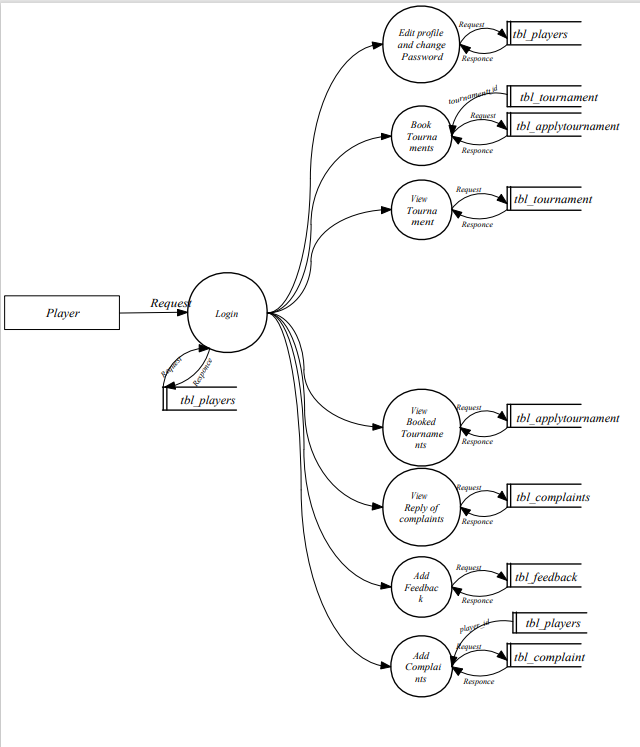 Request
Edit profile
and change
Password
tbl_players
Responce
tournamentt_id
tbl_tournament
Request
Book
Tourna
ments
tbl_applytournament
Responce
Request
View
Tourna
ment
tbl_tournament
Responce
Player
Request
Login
Request
Responce
tbl_players
Request
View
Booked
Tourname
nts
tbl_applytournament
Responce
Request
View
Reply of
complaints
tbl_complaints
Responce
Request
Add
Feedbac
k
tbl_feedback
Responce
player_id
tbl_players
Request
Add
Complai
nts
tbl_complaint
Responce